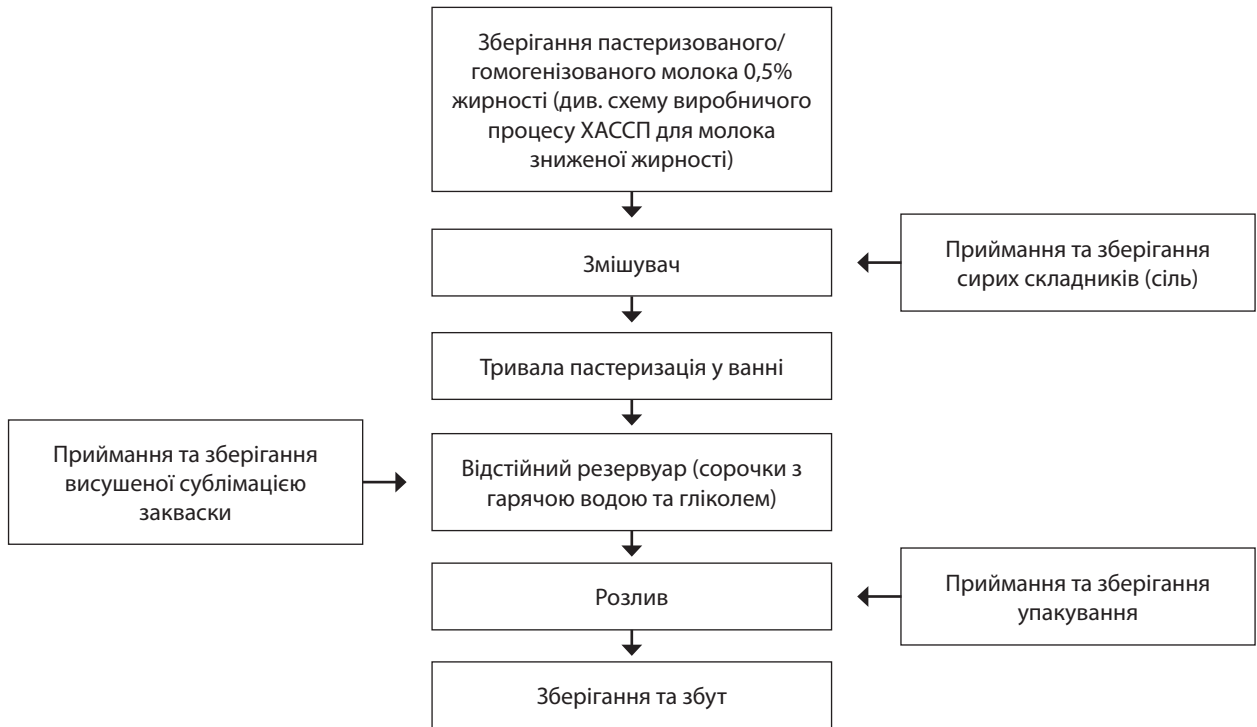 Зберігання пастеризованого/
гомогенізованого молока 0,5%
жирності (див. схему виробничого
процесу ХАССП для молока
зниженої жирності)
Змішувач
Приймання та зберігання
сирих складників (сіль)
Тривала пастеризація у ванні
Приймання та зберігання
висушеної сублімацією
закваски
Відстійний резервуар (сорочки з
гарячою водою та гліколем)
Розлив
Приймання та зберігання
упакування
Зберігання та збут